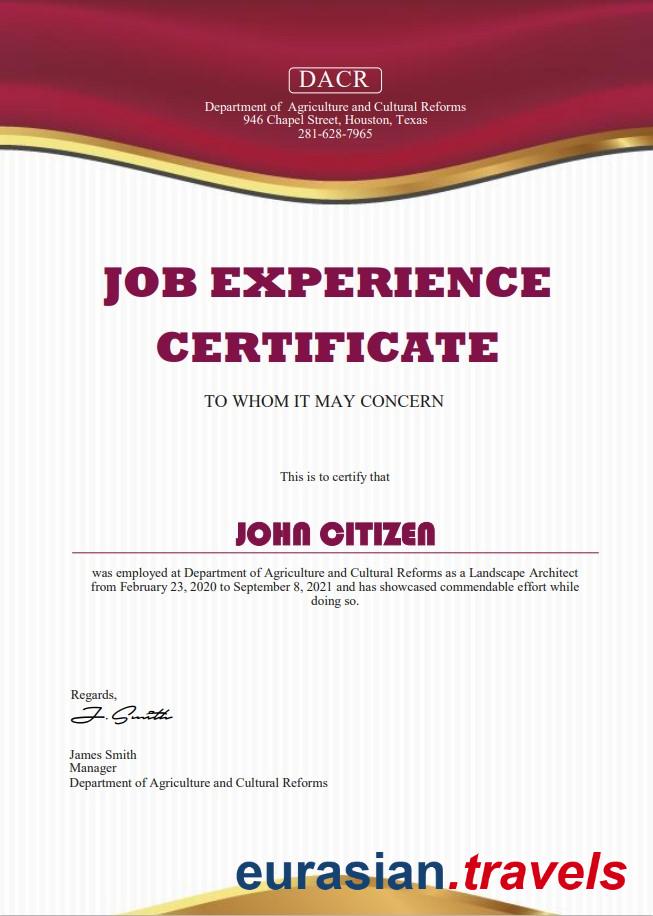 DACR
Department of Agriculture and Cultural Reforms
946 Chapel Street, Houston, Texas
281-628-7965
JOB EXPERIENCE
CERTIFICATE
TO WHOM IT MAY CONCERN
This is to certify that
JOHN CITIZEN
was employed at Department of Agriculture and Cultural Reforms as a Landscape Architect
from February 23, 2020 to September 8, 2021 and has showcased commendable effort while
doing so.
Regards,
J. Smith
James Smith
Manager
Department of Agriculture and Cultural Reforms
eurasian.travels